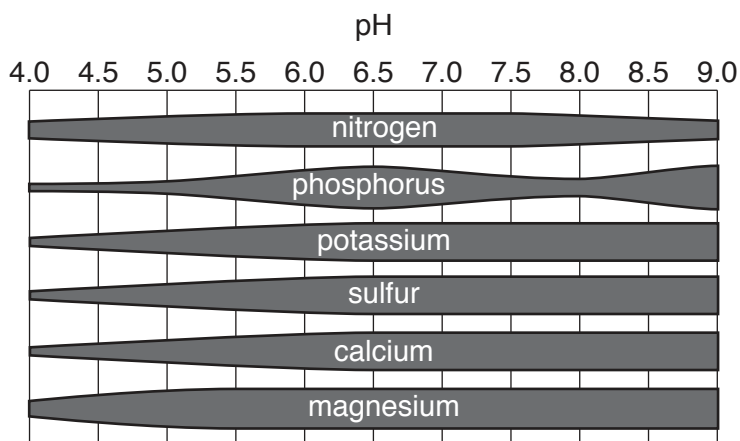 pH
4.0 4.5 5.0 5.5 6.0 6.5 7.0 7.5 8.0 8.5 9.0
nitrogen
phosphorus
potassium
sulfur
calcium
magnesium